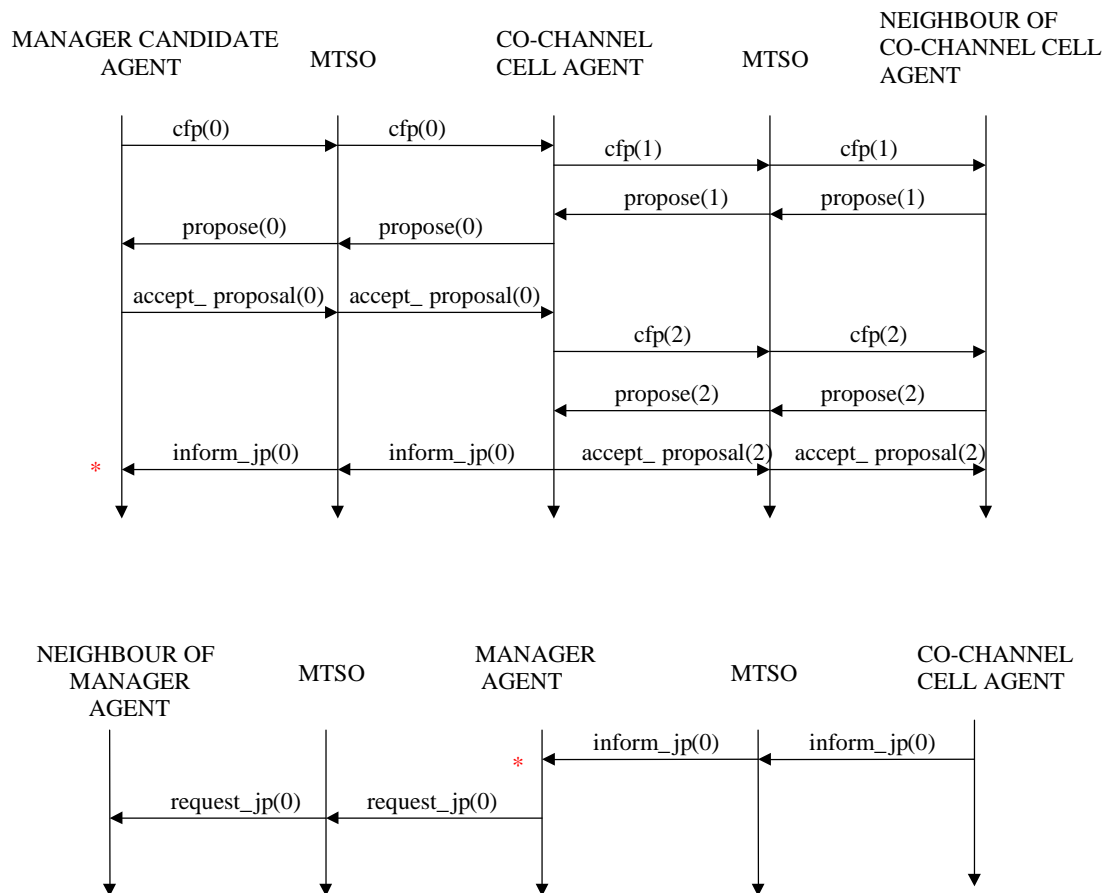 MANAGER CANDIDATE
AGENT
MTSO
CO-CHANNEL
CELL AGENT
MTSO
NEIGHBOUR OF
CO-CHANNEL CELL
AGENT
cfp(0)
cfp(0)
cfp(1)
cfp(1)
propose(1)
propose(1)
propose(0)
propose(0)
accept_ proposal(0)
accept_ proposal(0)
cfp(2)
cfp(2)
propose(2)
propose(2)
*
inform_jp(0)
inform_jp(0)
accept_ proposal(2)
accept_ proposal(2)
NEIGHBOUR OF
MANAGER
AGENT
MTSO
MANAGER
AGENT
MTSO
CO-CHANNEL
CELL AGENT
*
inform_jp(0)
inform_jp(0)
request_jp(0)
request_jp(0)